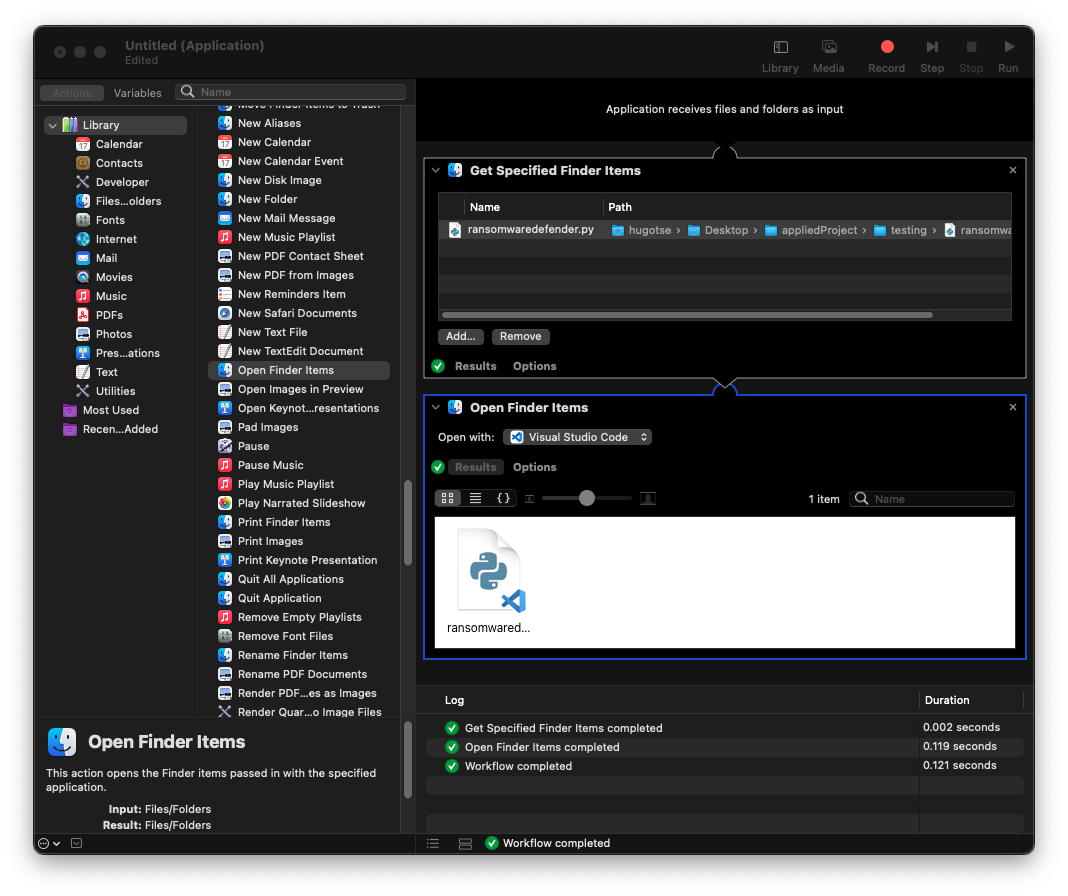 Untitled (Application)
Edited
Library
Media
Record
Step
Stop
Run
Actions
Variables
Name
Library
Calendar
Contacts
Developer
Files...olders
Fonts
Internet
Mail
Movies
Music
PDFs
Photos
Pres...ations
Text
Utilities
Most Used
Recen...Added
Move Finder Items to Trash
New Aliases
New Calendar
New Calendar Event
New Disk Image
New Folder
New Mail Message
New Music Playlist
New PDF Contact Sheet
New PDF from Images
New Reminders Item
New Safari Documents
New Text File
New TextEdit Document
Open Finder Items
Open Images in Preview
Open Keynot...resentations
Pad Images
Pause
Pause Music
Play Music Playlist
Play Narrated Slideshow
Print Finder Items
Print Images
Print Keynote Presentation
Quit All Applications
Quit Application
Remove Empty Playlists
Remove Font Files
Rename Finder Items
Rename PDF Documents
Render PDF...es as Images
Render Quar...o Image Files
Open Finder Items
This action opens the Finder items passed in with the specified
application.
Input: Files/Folders
Result: Files/Folders
Application receives files and folders as input
Get Specified Finder Items
Name Path
ransomwaredefender.py hugotse › Desktop › appliedProject › testing › ransomwa
Add... Remove
Results Options
Open Finder Items
Open with: Visual Studio Code
Results Options
1 item Name
ransomwared...
Log Duration
Get Specified Finder Items completed 0.002 seconds
Open Finder Items completed 0.119 seconds
Workflow completed 0.121 seconds
Workflow completed